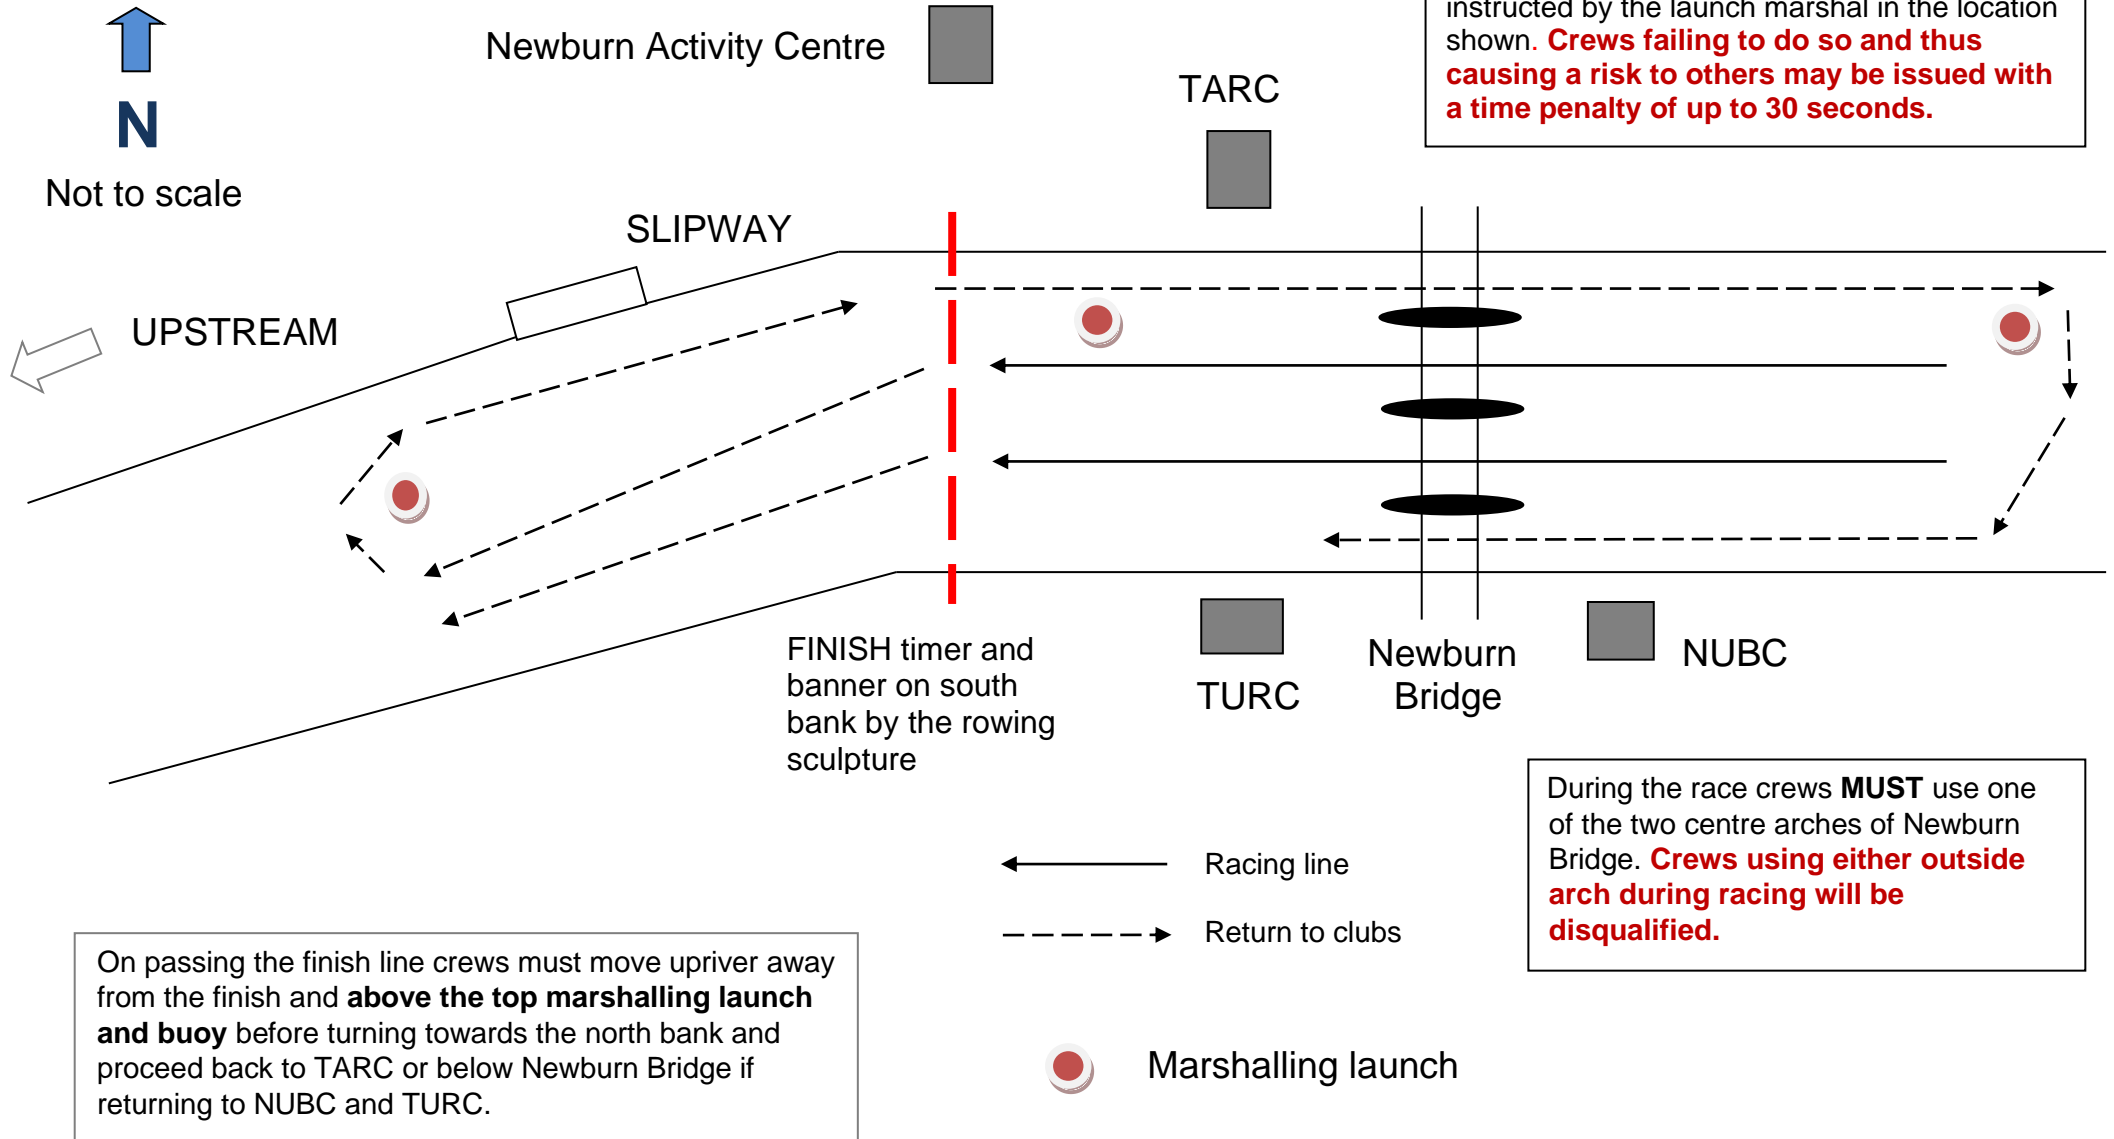 instructed by the launch marshal in the location
shown. Crews failing to do so and thus
causing a risk to others may be issued with
a time penalty of up to 30 seconds.
Newburn Activity Centre
TARC
N
Not to scale
SLIPWAY
UPSTREAM
FINISH timer and
banner on south
bank by the rowing
sculpture
TURC
Newburn
Bridge
NUBC
During the race crews MUST use one
of the two centre arches of Newburn
Bridge. Crews using either outside
arch during racing will be
disqualified.
Racing line
Return to clubs
On passing the finish line crews must move upriver away
from the finish and above the top marshalling launch
and buoy before turning towards the north bank and
proceed back to TARC or below Newburn Bridge if
returning to NUBC and TURC.
Marshalling launch